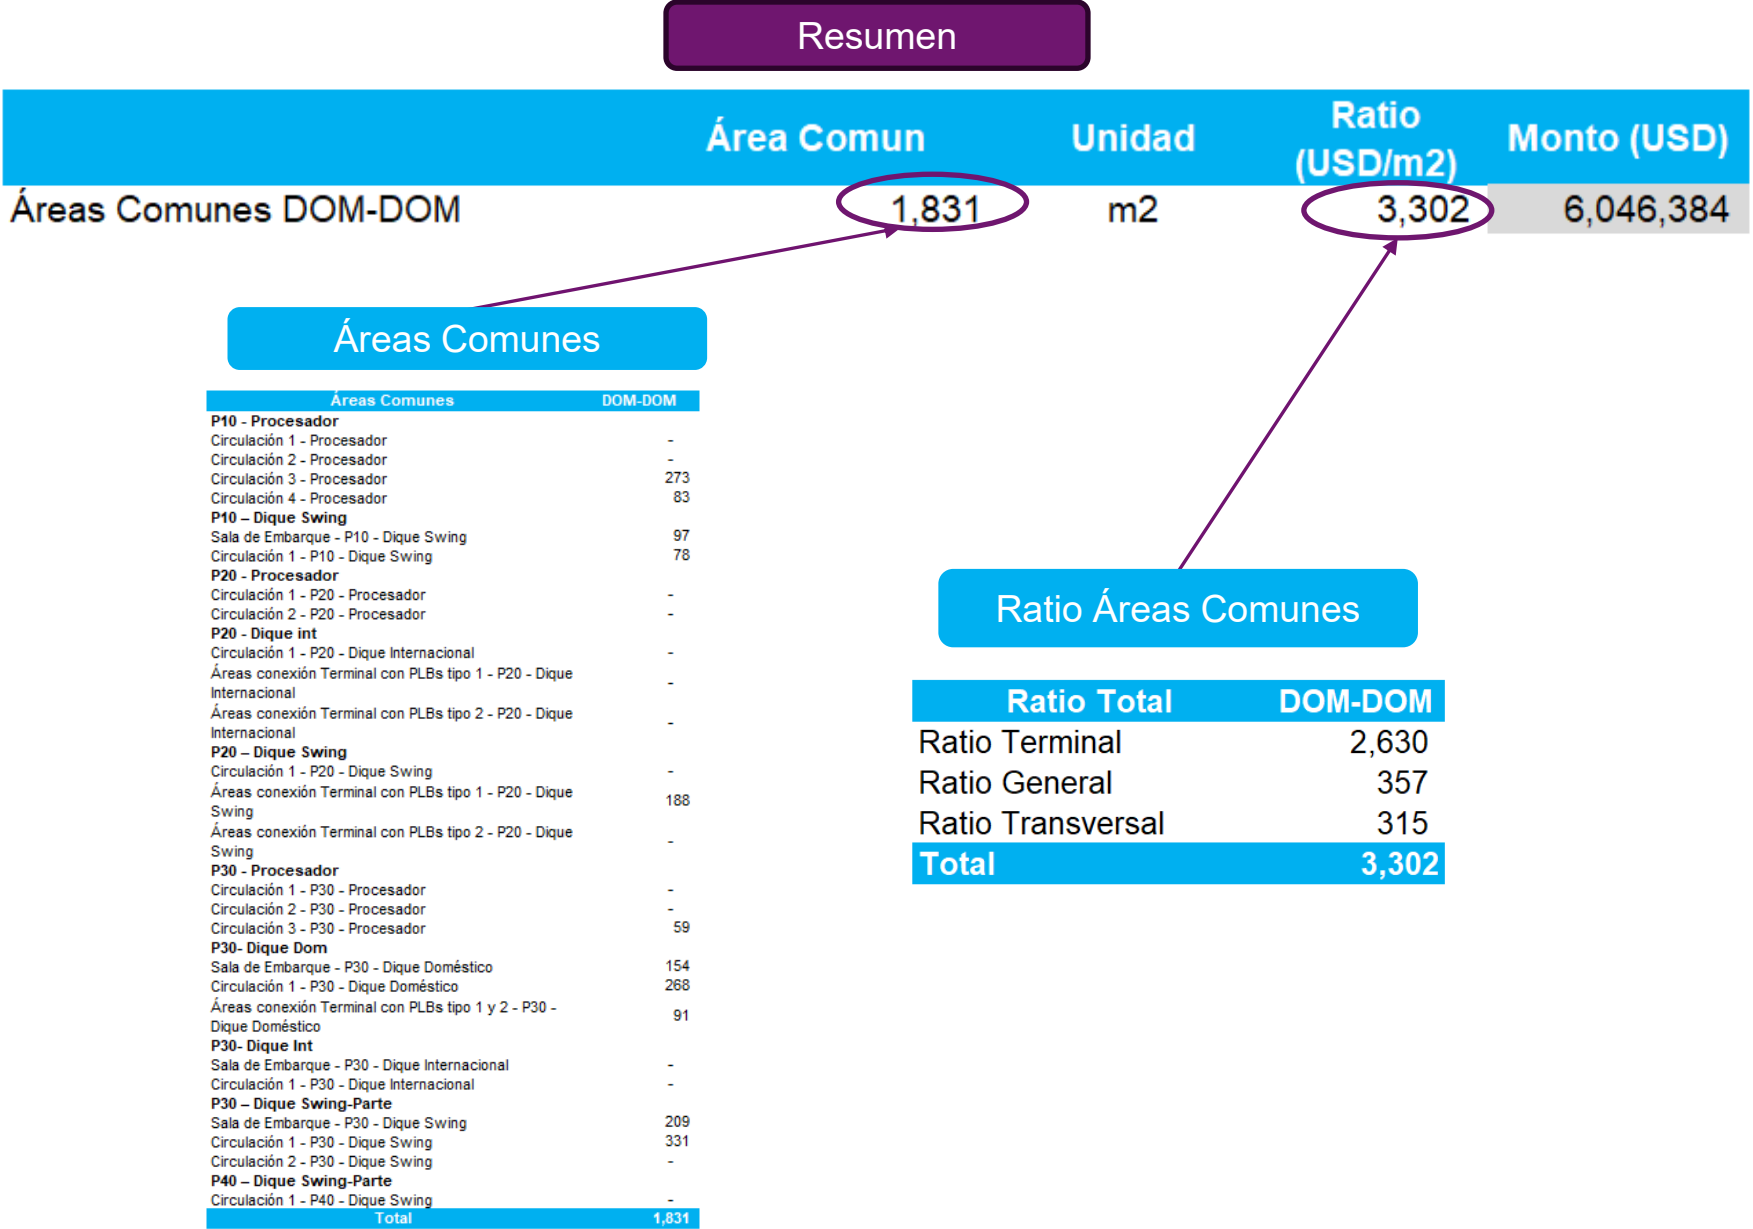 Resumen
Área Comun Unidad Ratio (USD/m2) Monto (USD)
Áreas Comunes DOM-DOM 1,831 m2 3,302 6,046,384
Áreas Comunes
Áreas Comunes DOM-DOM
P10 - Procesador
Circulación 1 - Procesador -
Circulación 2 - Procesador -
Circulación 3 - Procesador 273
Circulación 4 - Procesador 83
P10 – Dique Swing
Sala de Embarque - P10 - Dique Swing 97
Circulación 1 - P10 - Dique Swing 78
P20 - Procesador
Circulación 1 - P20 - Procesador -
Circulación 2 - P20 - Procesador -
P20 - Dique int
Circulación 1 - P20 - Dique Internacional -
Áreas conexión Terminal con PLBs tipo 1 - P20 - Dique
Internacional -
Áreas conexión Terminal con PLBs tipo 2 - P20 - Dique
Internacional -
P20 – Dique Swing
Circulación 1 - P20 - Dique Swing -
Áreas conexión Terminal con PLBs tipo 1 - P20 - Dique
Swing 188
Áreas conexión Terminal con PLBs tipo 2 - P20 - Dique
Swing -
P30 - Procesador
Circulación 1 - P30 - Procesador -
Circulación 2 - P30 - Procesador -
Circulación 3 - P30 - Procesador 59
P30- Dique Dom
Sala de Embarque - P30 - Dique Doméstico 154
Circulación 1 - P30 - Dique Doméstico 268
Áreas conexión Terminal con PLBs tipo 1 y 2 - P30 -
Dique Doméstico 91
P30- Dique Int
Sala de Embarque - P30 - Dique Internacional -
Circulación 1 - P30 - Dique Internacional -
P30 – Dique Swing-Parte
Sala de Embarque - P30 - Dique Swing 209
Circulación 1 - P30 - Dique Swing 331
Circulación 2 - P30 - Dique Swing -
P40 – Dique Swing-Parte
Circulación 1 - P40 - Dique Swing -
Total 1,831
Ratio Áreas Comunes
Ratio Total DOM-DOM
Ratio Terminal 2,630
Ratio General 357
Ratio Transversal 315
Total 3,302